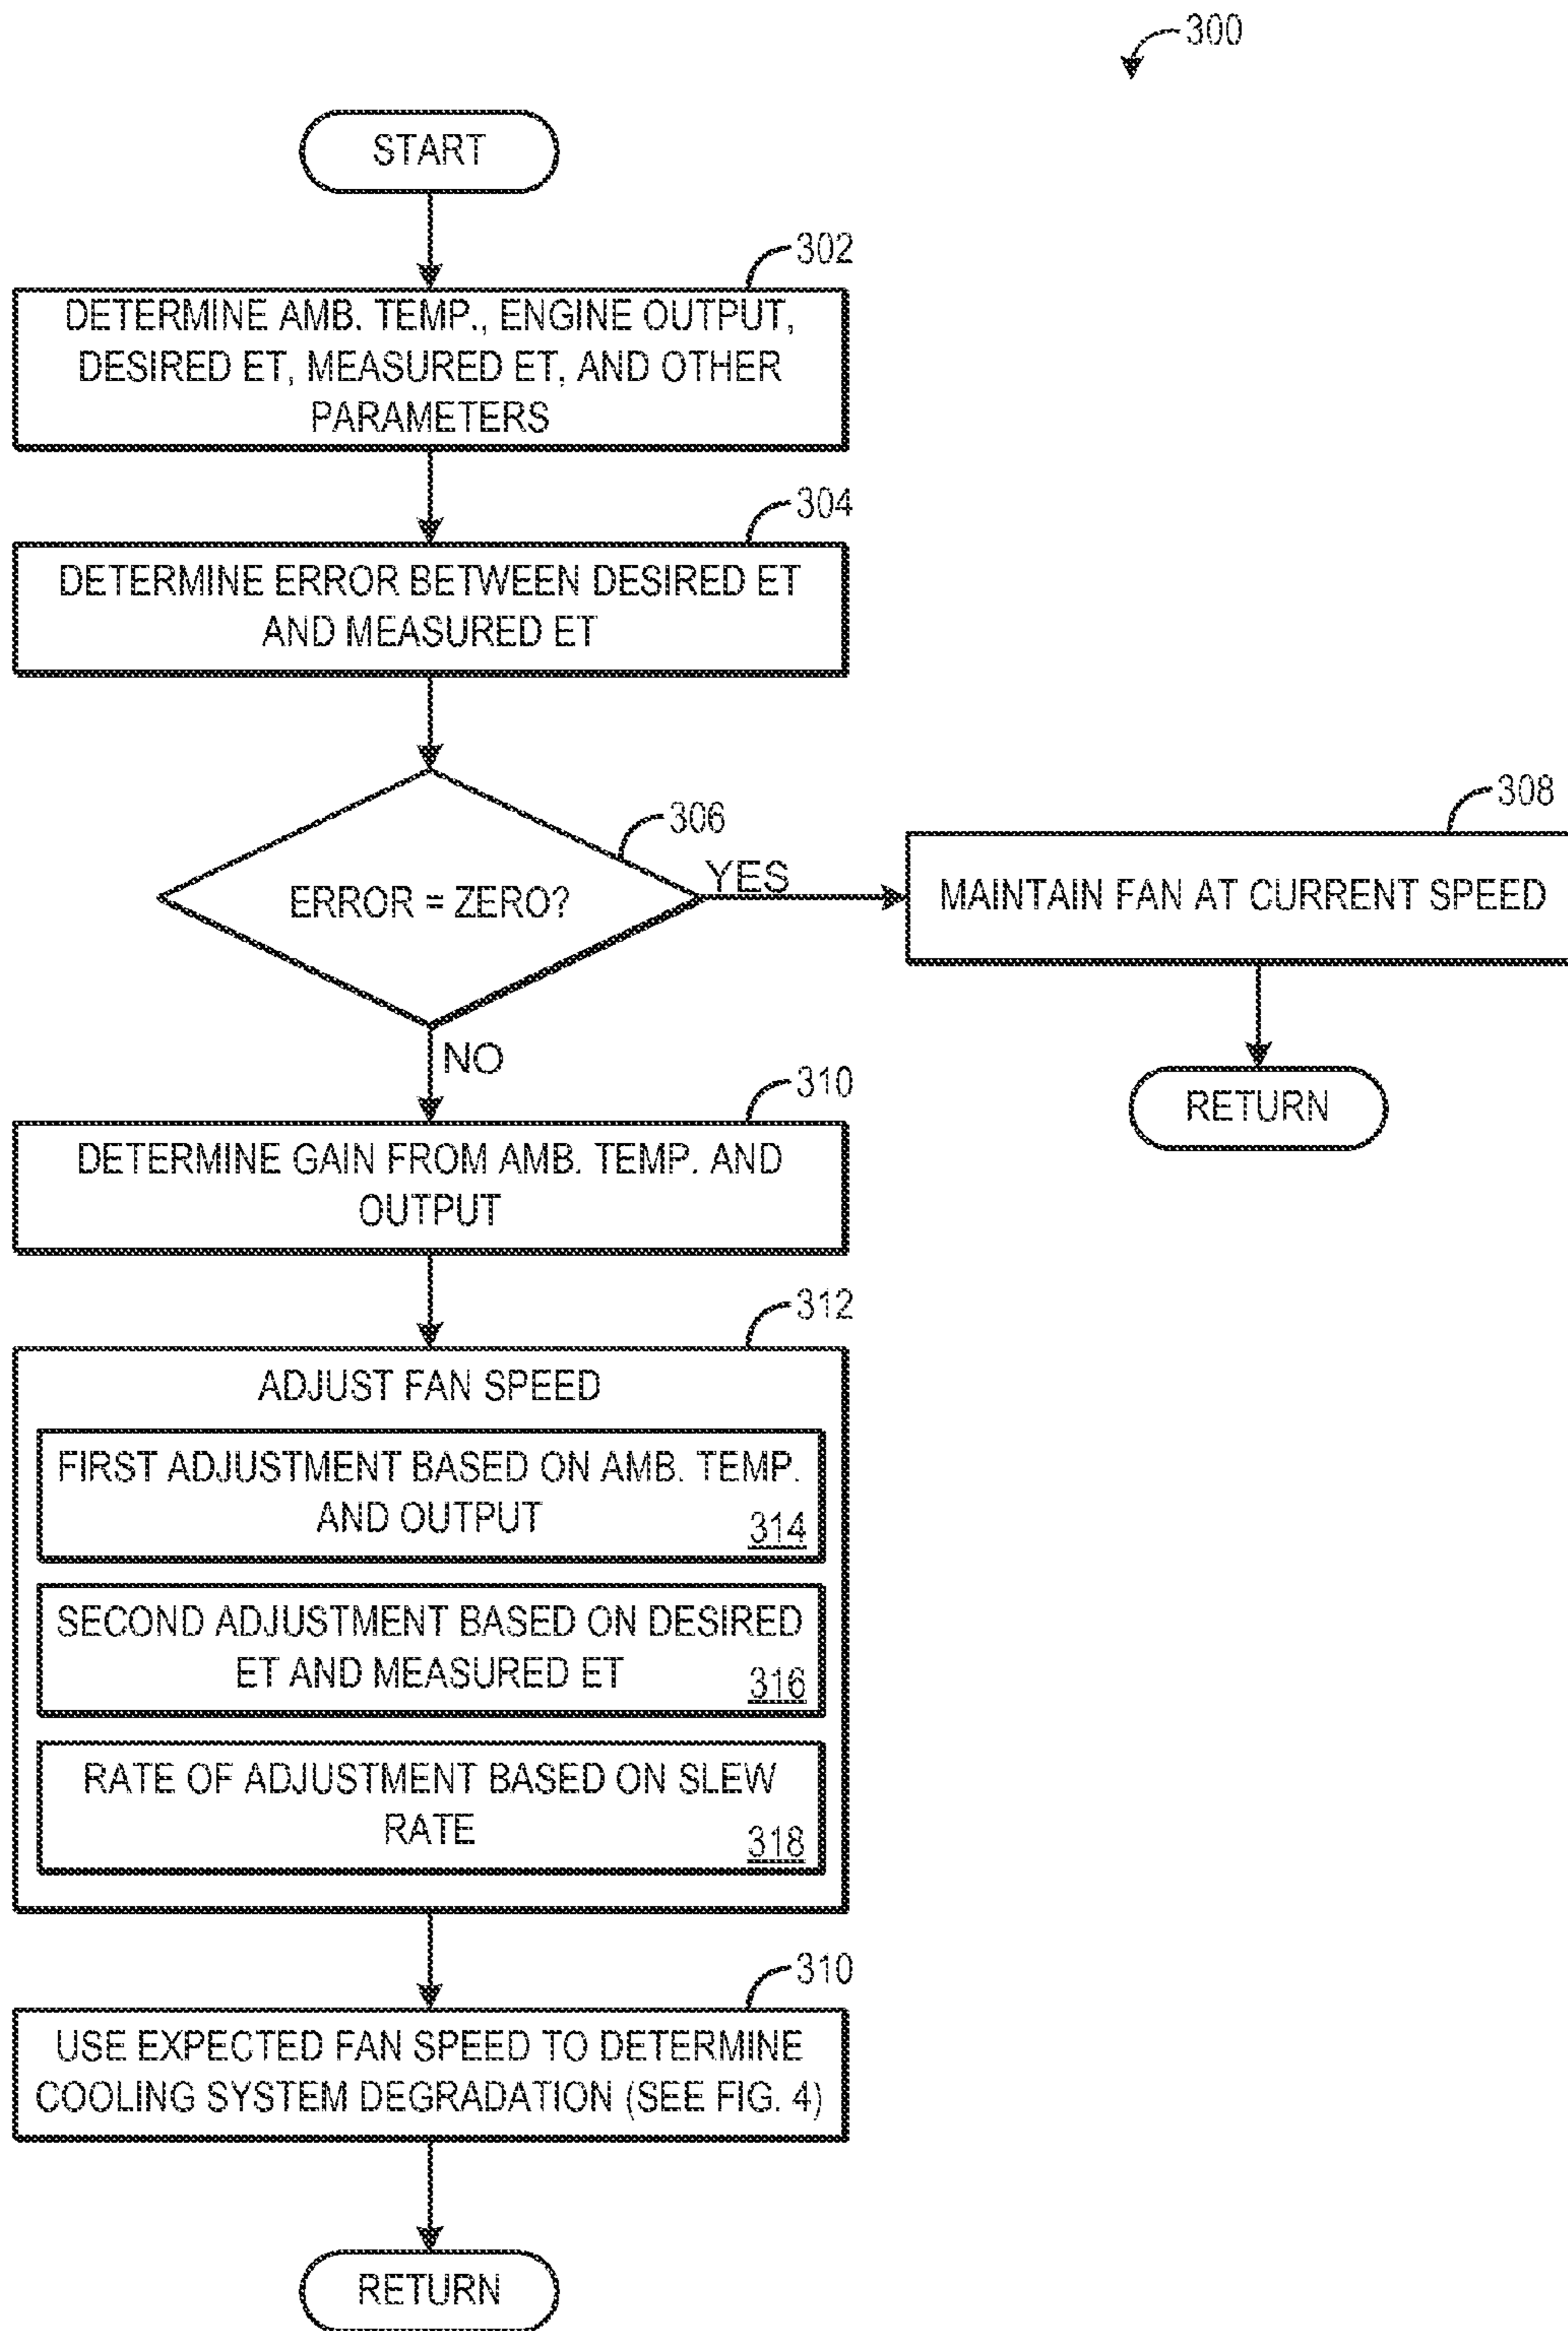 300
START
302
DETERMINE AMB. TEMP., ENGINE OUTPUT,
DESIRED ET, MEASURED ET, AND OTHER
PARAMETERS
304
DETERMINE ERROR BETWEEN DESIRED ET
AND MEASURED ET
306
ERROR = ZERO?
YES
308
MAINTAIN FAN AT CURRENT SPEED
RETURN
NO
310
DETERMINE GAIN FROM AMB. TEMP. AND
OUTPUT
312
ADJUST FAN SPEED
FIRST ADJUSTMENT BASED ON AMB. TEMP.
AND OUTPUT
314
SECOND ADJUSTMENT BASED ON DESIRED
ET AND MEASURED ET
316
RATE OF ADJUSTMENT BASED ON SLEW
RATE
318
310
USE EXPECTED FAN SPEED TO DETERMINE
COOLING SYSTEM DEGRADATION (SEE FIG. 4)
RETURN